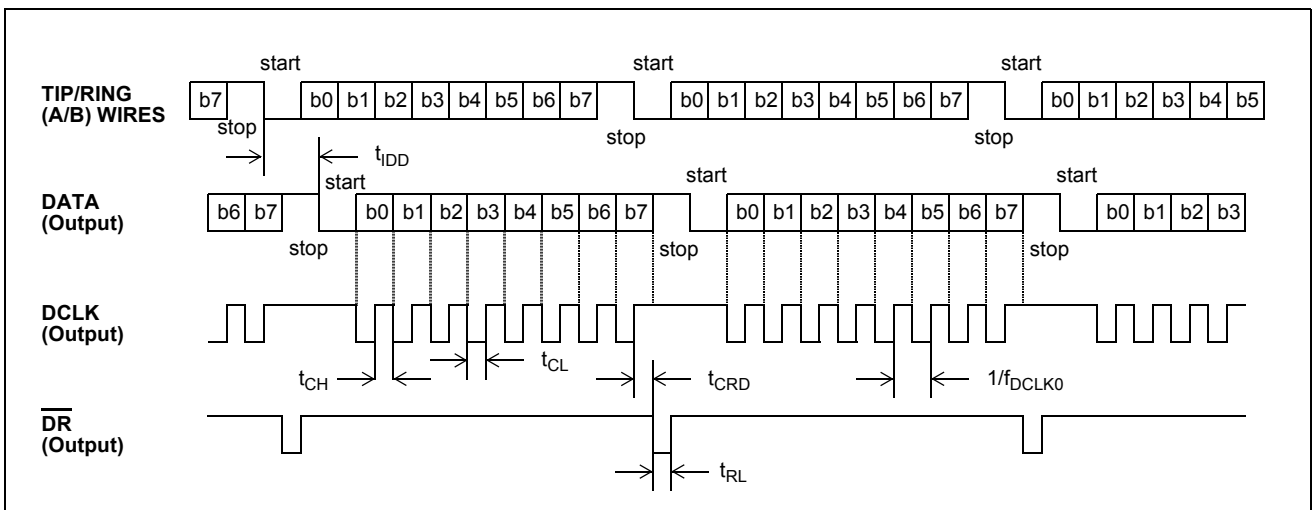 start start start
TIP/RING b7 b0 b1 b2 b3 b4 b5 b6 b7 b0 b1 b2 b3 b4 b5 b6 b7 b0 b1 b2 b3 b4 b5
(A/B) WIRES
stop stop stop
tIDD
start start start
DATA b6 b7 b0 b1 b2 b3 b4 b5 b6 b7 b0 b1 b2 b3 b4 b5 b6 b7 b0 b1 b2 b3
(Output)
stop stop stop
DCLK
(Output)
tCH tCL tCRD 1/fDCLK0
DR
(Output)
tRL